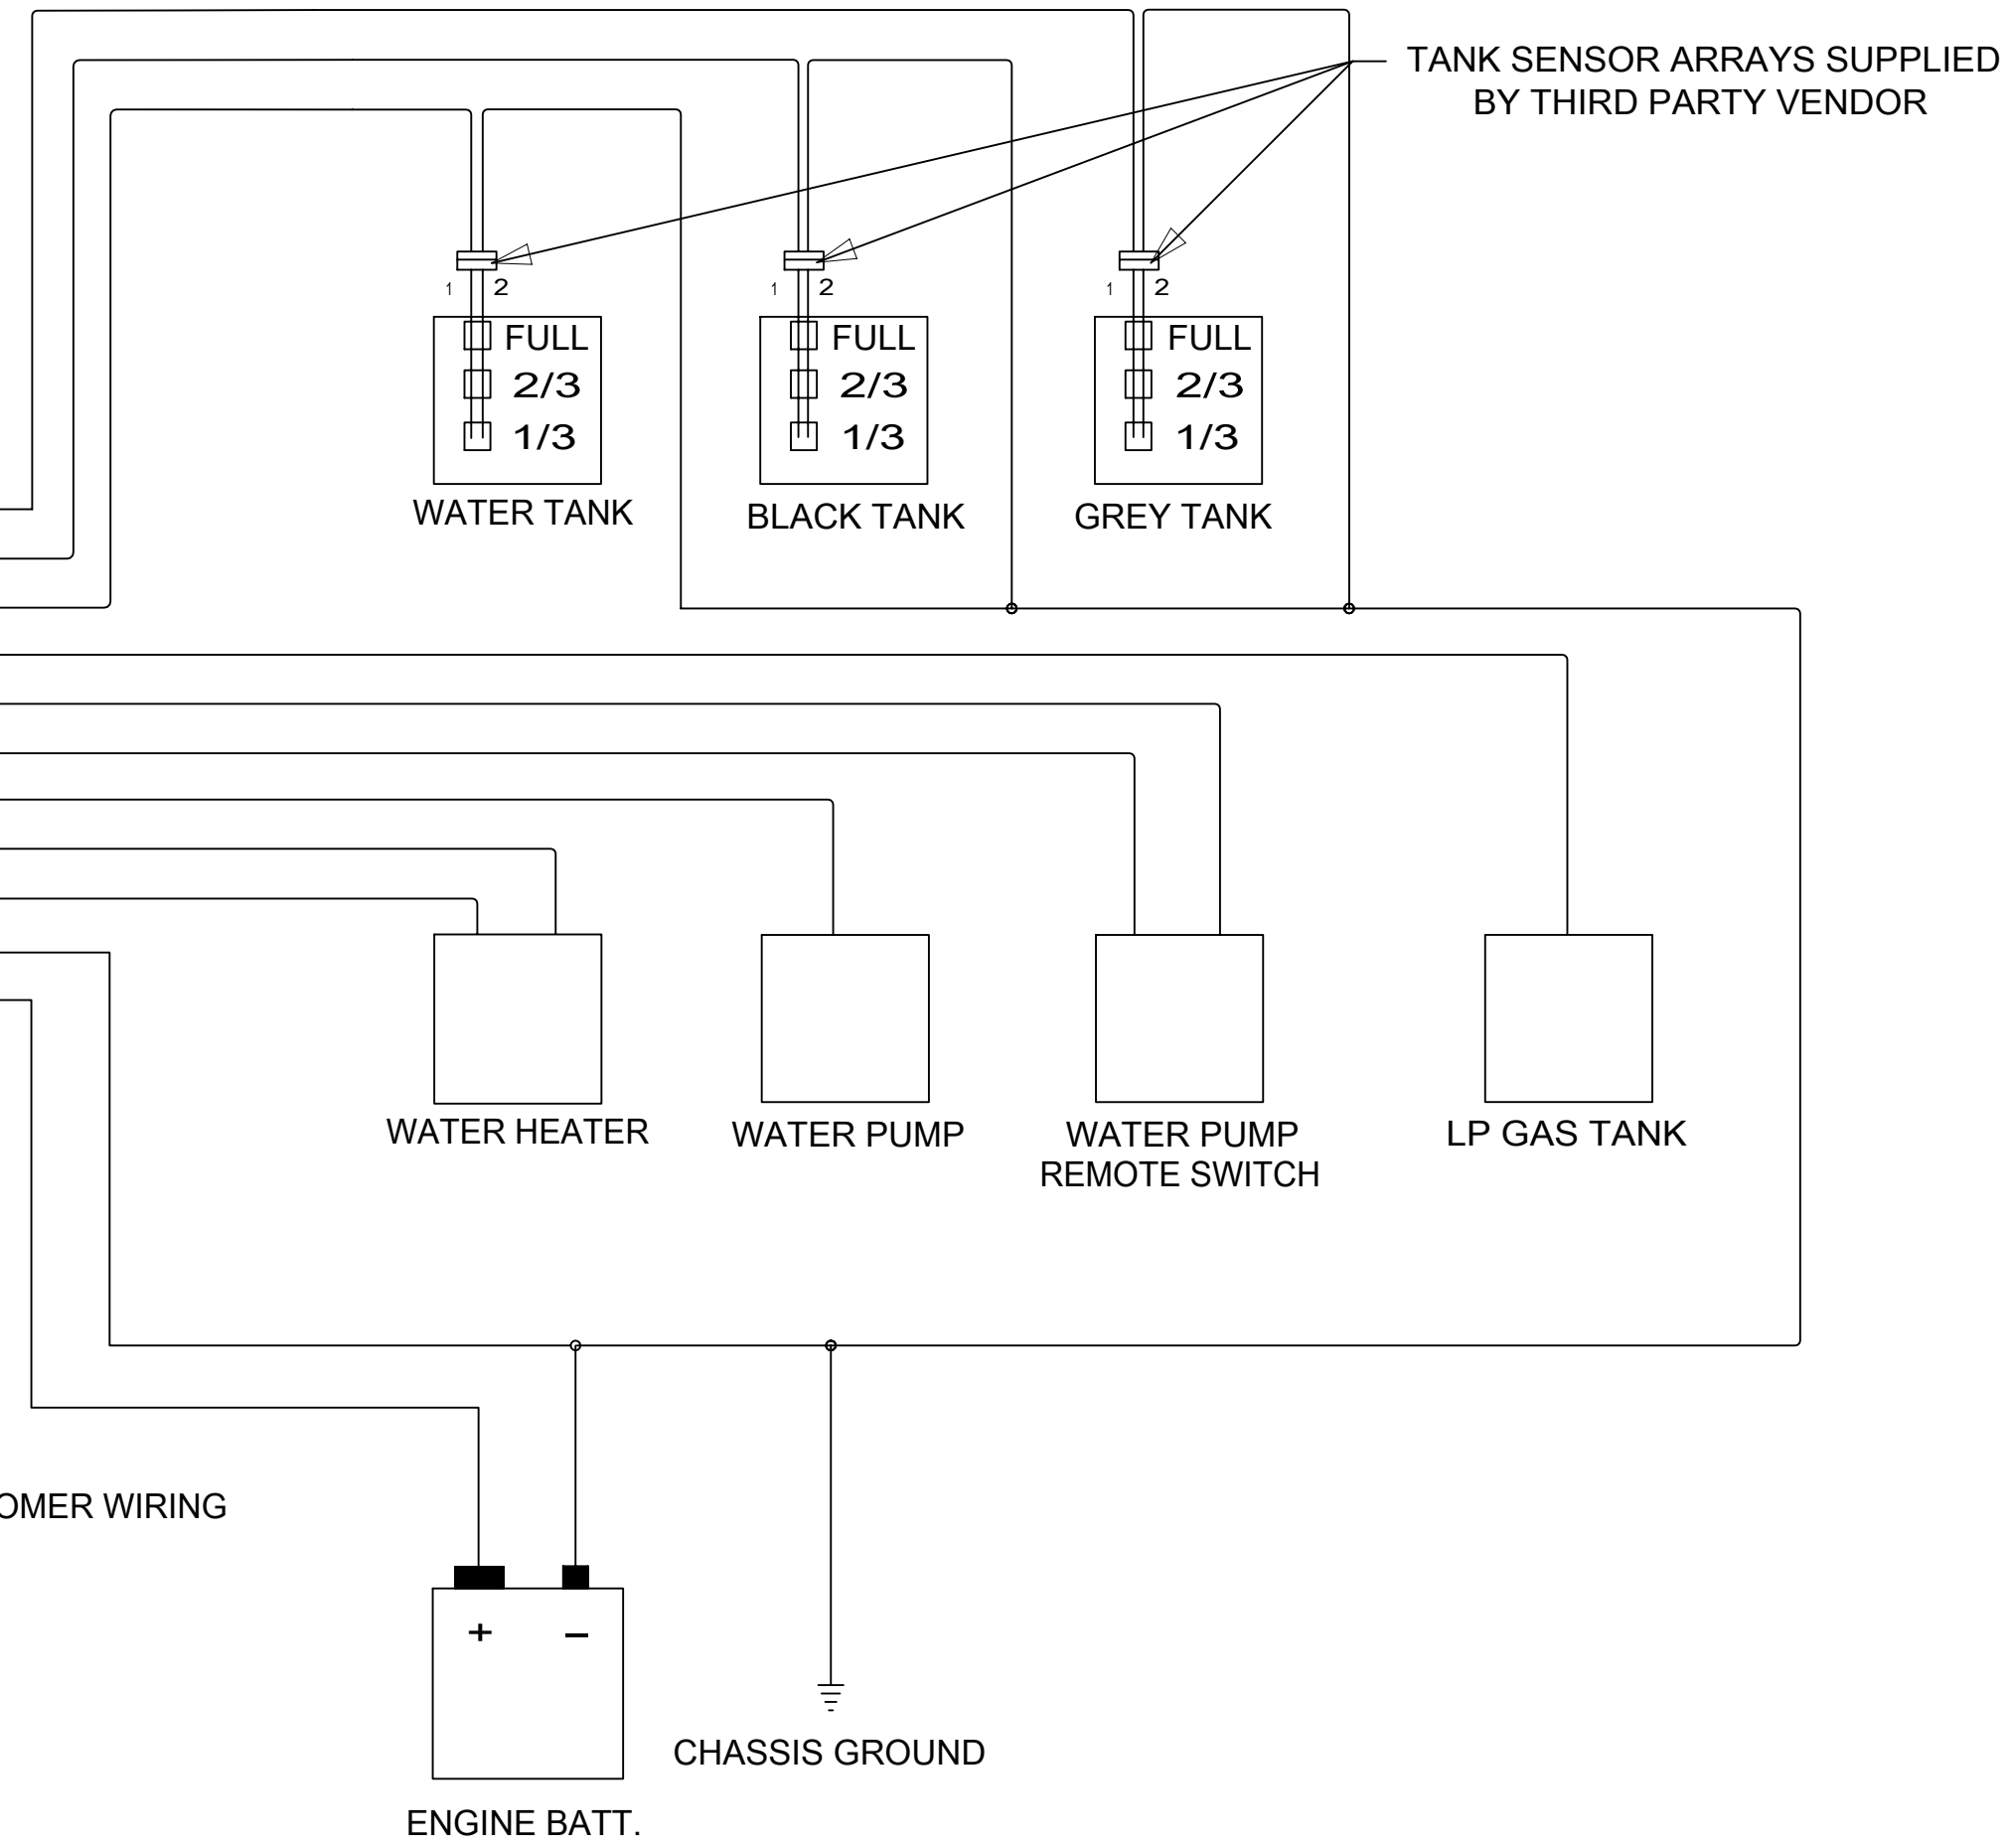 TANK SENSOR ARRAYS SUPPLIED
BY THIRD PARTY VENDOR
1 2
1 2
1 2
FULL
2/3
1/3
WATER TANK
FULL
2/3
1/3
BLACK TANK
FULL
2/3
1/3
GREY TANK
WATER HEATER
WATER PUMP
WATER PUMP
REMOTE SWITCH
LP GAS TANK
OMER WIRING
+ −
CHASSIS GROUND
ENGINE BATT.